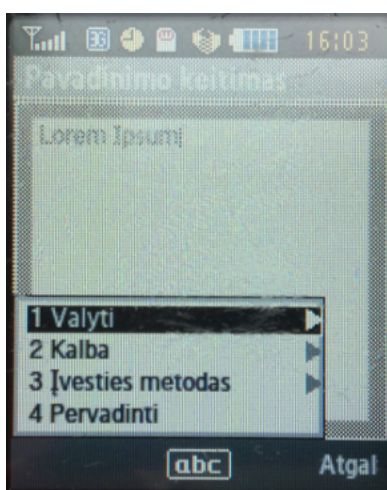 16:03
Pavadinimo keitimas
Lorem Ipsum
1 Valyti
2 Kalba
3 Įvesties metodas
4 Pervadinti
abc
Atgal